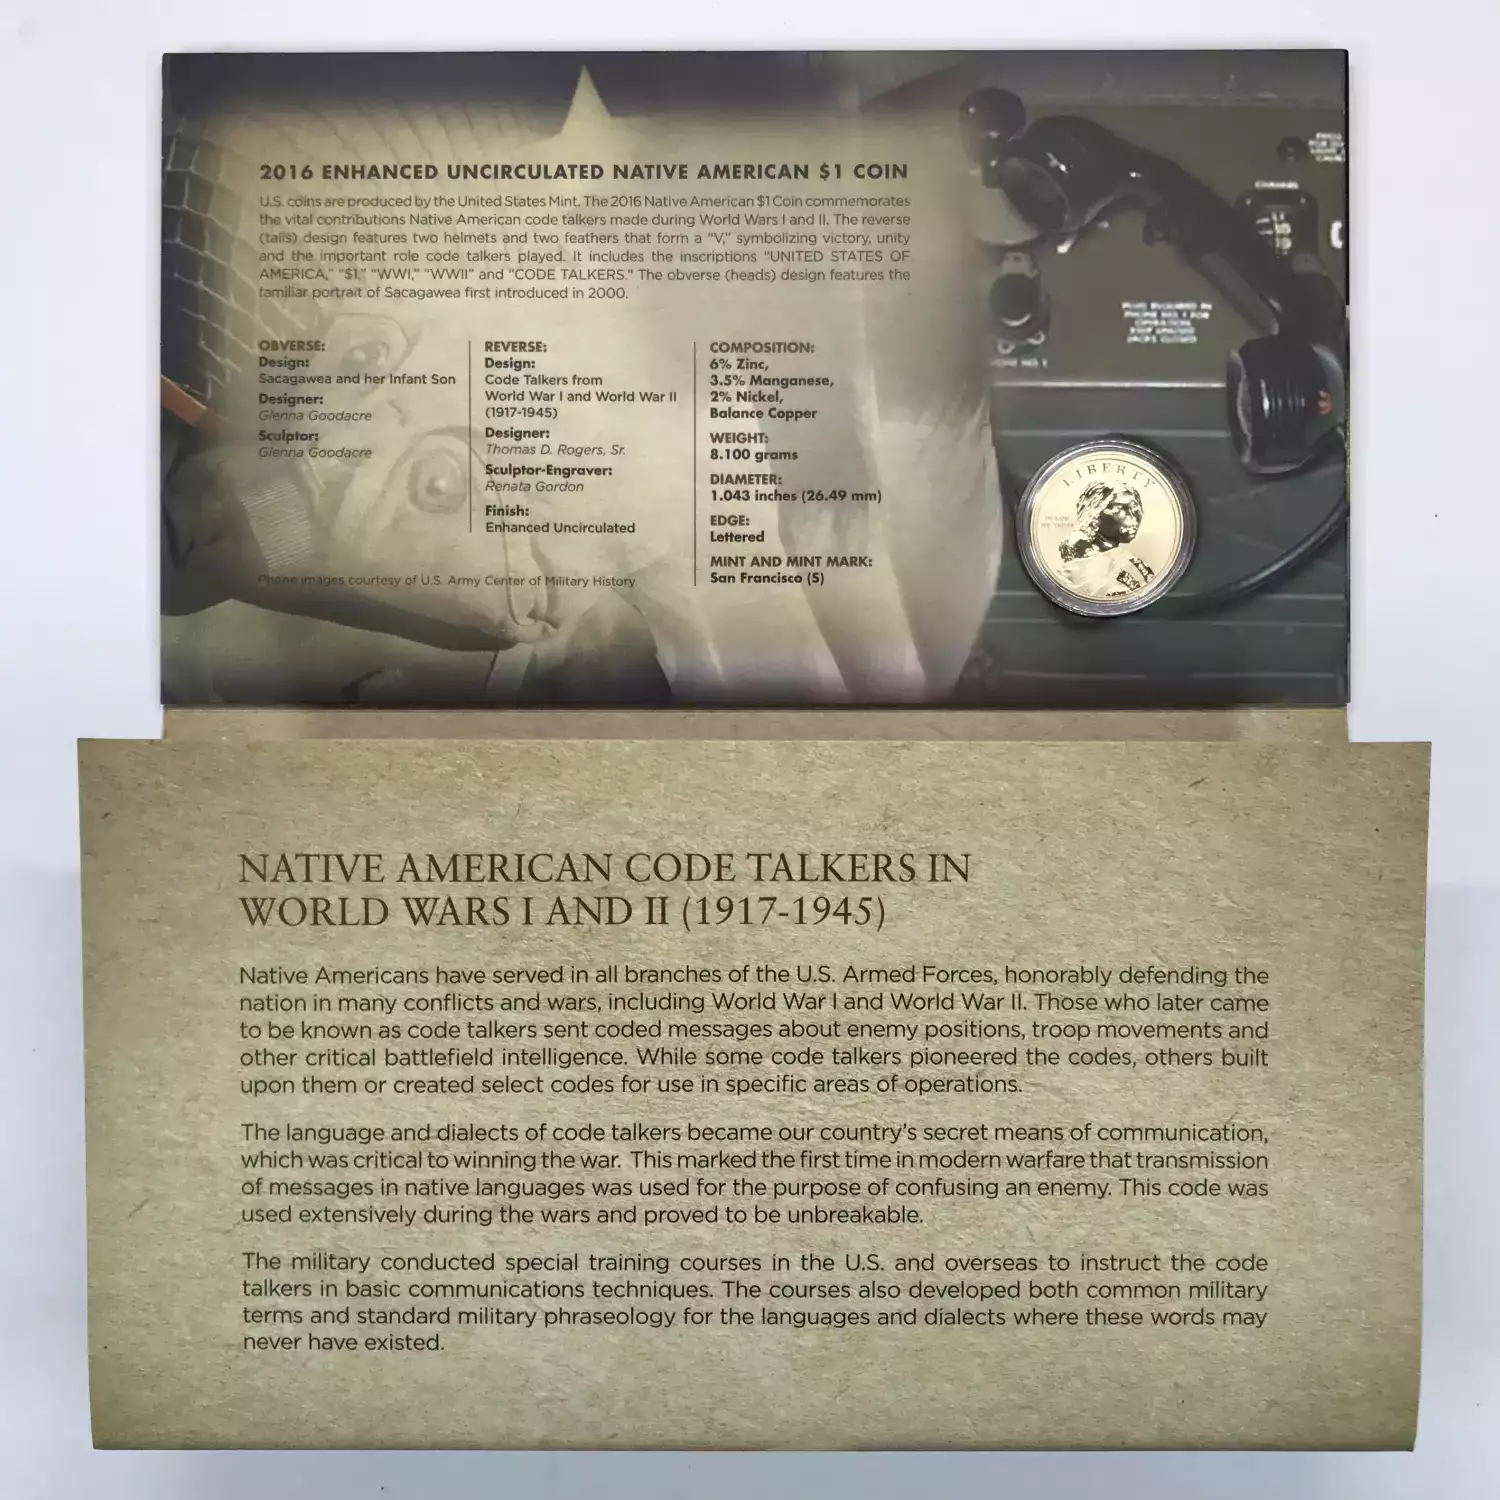 2016 ENHANCED UNCIRCULATED NATIVE AMERICAN $1 COIN
U.S. coins are produced by the United States Mint. The 2016 Native American $1 Coin commemorates
the vital contributions Native American code talkers made during World Wars I and II. The reverse
(tails) design features two helmets and two feathers that form a "V," symbolizing victory, unity
and the important role code talkers played. It includes the inscriptions "UNITED STATES OF
AMERICA," "$1," "WWI," "WWII" and "CODE TALKERS." The obverse (heads) design features the
familiar portrait of Sacagawea first introduced in 2000.
OBVERSE:
Design:
Sacagawea and her Infant Son
Designer:
Glenna Goodacre
Sculptor:
Glenna Goodacre
REVERSE:
Design:
Code Talkers from
World War I and World War II
(1917-1945)
Designer:
Thomas D. Rogers, Sr.
Sculptor-Engraver:
Renata Gordon
Finish:
Enhanced Uncirculated
COMPOSITION:
6% Zinc,
3.5% Manganese,
2% Nickel,
Balance Copper
WEIGHT:
8.100 grams
DIAMETER:
1.043 inches (26.49 mm)
EDGE:
Lettered
MINT AND MINT MARK:
San Francisco (S)
Phone images courtesy of U.S. Army Center of Military History
CHANNEL
PLUG REQUIRED IN
PHONE NO. 1 FOR
OPERATION
JACKS CLOSED
LIBERTY
IN GOD
WE TRUST
NATIVE AMERICAN CODE TALKERS IN
WORLD WARS I AND II (1917-1945)
Native Americans have served in all branches of the U.S. Armed Forces, honorably defending the
nation in many conflicts and wars, including World War I and World War II. Those who later came
to be known as code talkers sent coded messages about enemy positions, troop movements and
other critical battlefield intelligence. While some code talkers pioneered the codes, others built
upon them or created select codes for use in specific areas of operations.
The language and dialects of code talkers became our country's secret means of communication,
which was critical to winning the war. This marked the first time in modern warfare that transmission
of messages in native languages was used for the purpose of confusing an enemy. This code was
used extensively during the wars and proved to be unbreakable.
The military conducted special training courses in the U.S. and overseas to instruct the code
talkers in basic communications techniques. The courses also developed both common military
terms and standard military phraseology for the languages and dialects where these words may
never have existed.